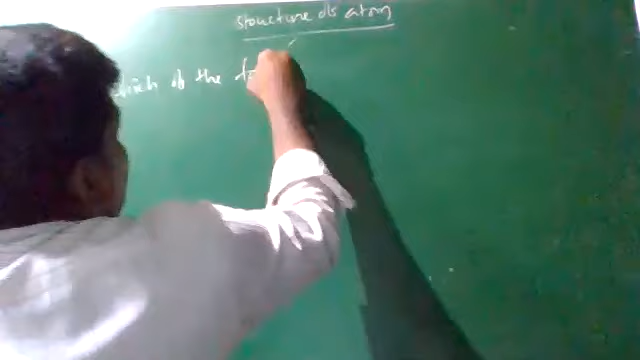 structure of atom
which of the